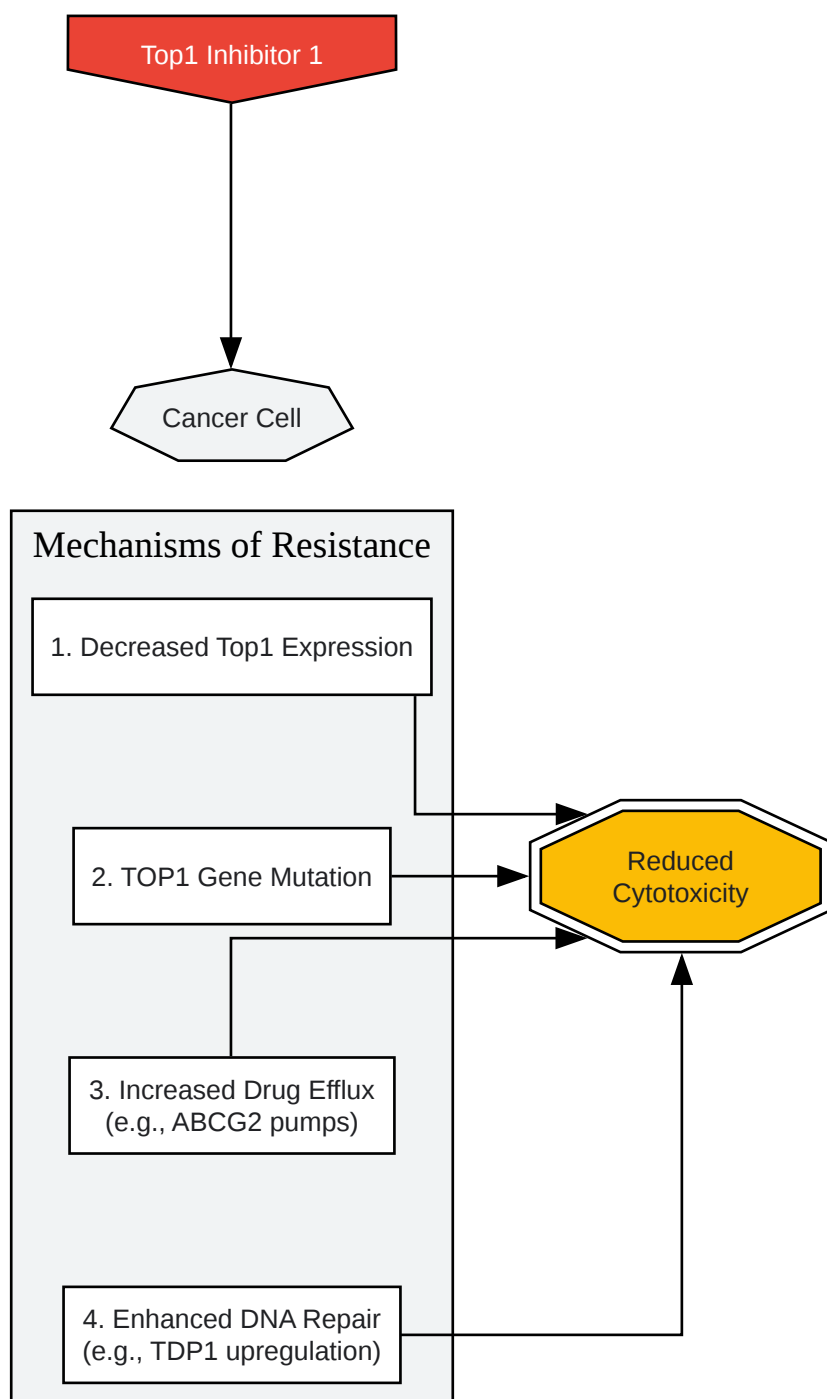 Top1 Inhibitor 1
Cancer Cell
Mechanisms of Resistance
1. Decreased Top1 Expression
2. TOP1 Gene Mutation
Reduced
Cytotoxicity
3. Increased Drug Efflux
(e.g., ABCG2 pumps)
4. Enhanced DNA Repair
(e.g., TDP1 upregulation)